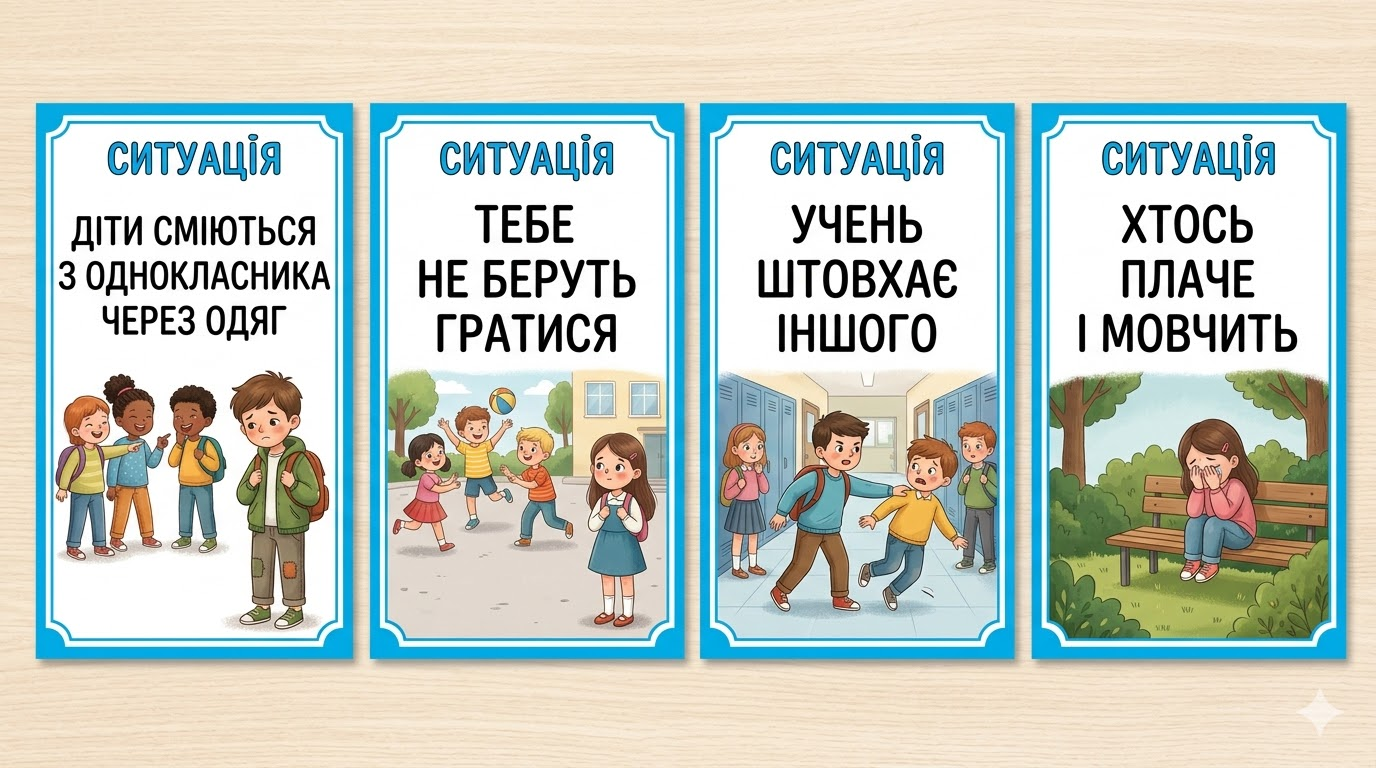 СИТУАЦІЯ
ДІТИ СМІЮТЬСЯ
З ОДНОКЛАСНИКА
ЧЕРЕЗ ОДЯГ
СИТУАЦІЯ
ТЕБЕ
НЕ БЕРУТЬ
ГРАТИСЯ
СИТУАЦІЯ
УЧЕНЬ
ШТОВХАЄ
ІНШОГО
СИТУАЦІЯ
ХТОСЬ
ПЛАЧЕ
І МОВЧИТЬ